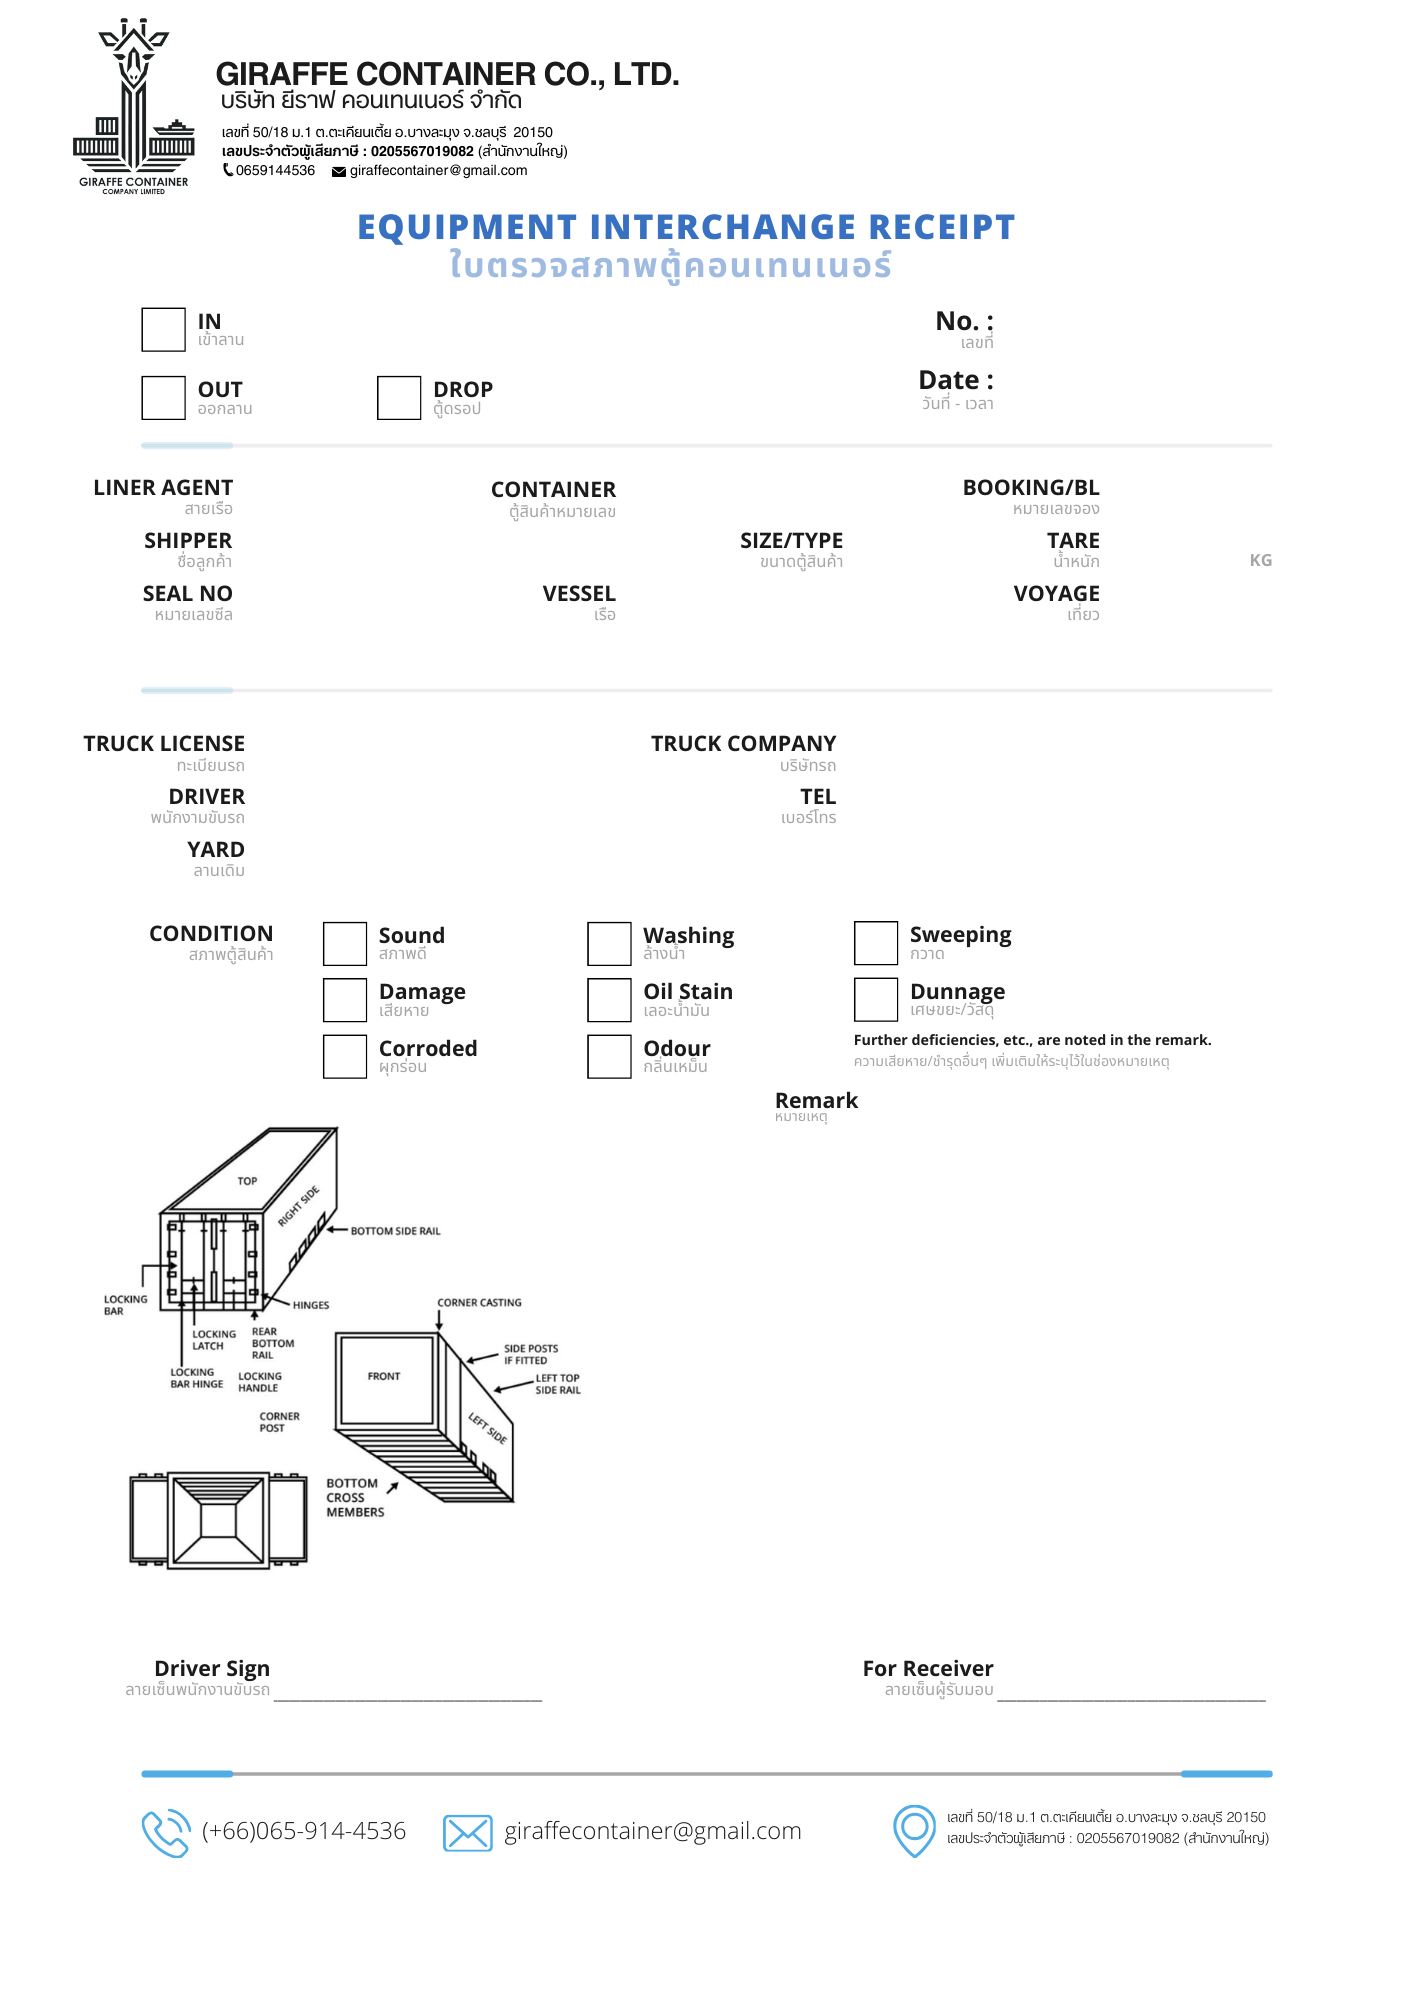 GIRAFFE CONTAINER CO., LTD.
บริษัท ยีราฟ คอนเทนเนอร์ จำกัด
เลขที่ 50/18 ม.1 ต.ตะเคียนเตี้ย อ.บางละมุง จ.ชลบุรี 20150
เลขประจำตัวผู้เสียภาษี : 0205567019082 (สำนักงานใหญ่)
0659144536 giraffecontainer@gmail.com
GIRAFFE CONTAINER
COMPANY LIMITED
EQUIPMENT INTERCHANGE RECEIPT
ใบตรวจสภาพตู้คอนเทนเนอร์
IN
เข้าลาน
No. :
เลขที่
OUT
ออกลาน
DROP
ตู้ดรอป
Date :
วันที่ - เวลา
LINER AGENT
สายเรือ
CONTAINER
ตู้สินค้าหมายเลข
BOOKING/BL
หมายเลขจอง
SHIPPER
ชื่อลูกค้า
SIZE/TYPE
ขนาดตู้สินค้า
TARE
น้ำหนัก
KG
SEAL NO
หมายเลขซีล
VESSEL
เรือ
VOYAGE
เที่ยว
TRUCK LICENSE
ทะเบียนรถ
TRUCK COMPANY
บริษัทรถ
DRIVER
พนักงามขับรถ
TEL
เบอร์โทร
YARD
ลานเดิม
CONDITION
สภาพตู้สินค้า
Sound
สภาพดี
Washing
ล้างน้ำ
Sweeping
กวาด
Damage
เสียหาย
Oil Stain
เลอะน้ำมัน
Dunnage
เศษขยะ/วัสดุ
Corroded
ผุกร่อน
Odour
กลิ่นเหม็น
Further deficiencies, etc., are noted in the remark.
ความเสียหาย/ชำรุดอื่นๆ เพิ่มเติมให้ระบุไว้ในช่องหมายเหตุ
Remark
หมายเหตุ
TOP
RIGHT SIDE
BOTTOM SIDE RAIL
LOCKING
BAR
HINGES
LOCKING
LATCH
REAR
BOTTOM
RAIL
LOCKING
BAR HINGE
LOCKING
HANDLE
CORNER
POST
CORNER CASTING
SIDE POSTS
IF FITTED
LEFT TOP
SIDE RAIL
FRONT
LEFT SIDE
BOTTOM
CROSS
MEMBERS
Driver Sign
ลายเซ็นพนักงานขับรถ
For Receiver
ลายเซ็นผู้รับมอบ
(+66)065-914-4536
giraffecontainer@gmail.com
เลขที่ 50/18 ม.1 ต.ตะเคียนเตี้ย อ.บางละมุง จ.ชลบุรี 20150
เลขประจำตัวผู้เสียภาษี : 0205567019082 (สำนักงานใหญ่)